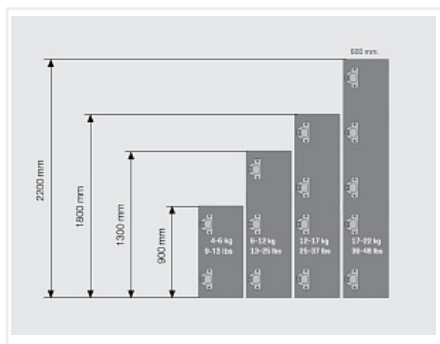 600 mm.
2200 mm
1800 mm
1300 mm
900 mm
4-6 kg
9-13 lbs
6-12 kg
13-25 lbs
12-17 kg
25-37 lbs
17-22 kg
36-48 lbs